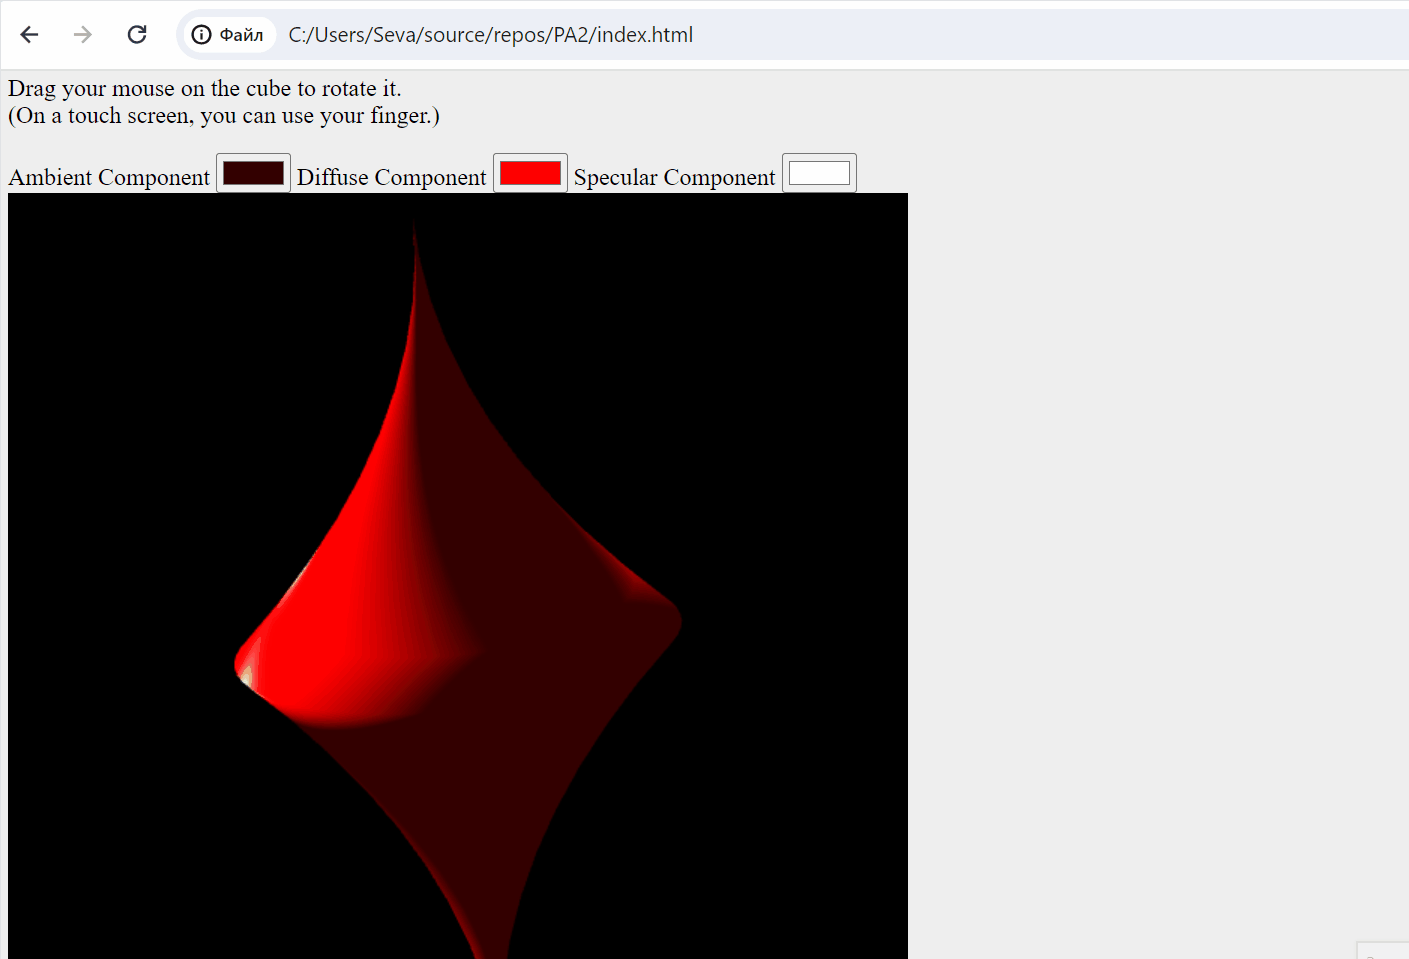 Файл C:/Users/Seva/source/repos/PA2/index.html
Drag your mouse on the cube to rotate it.
(On a touch screen, you can use your finger.)
Ambient Component Diffuse Component Specular Component